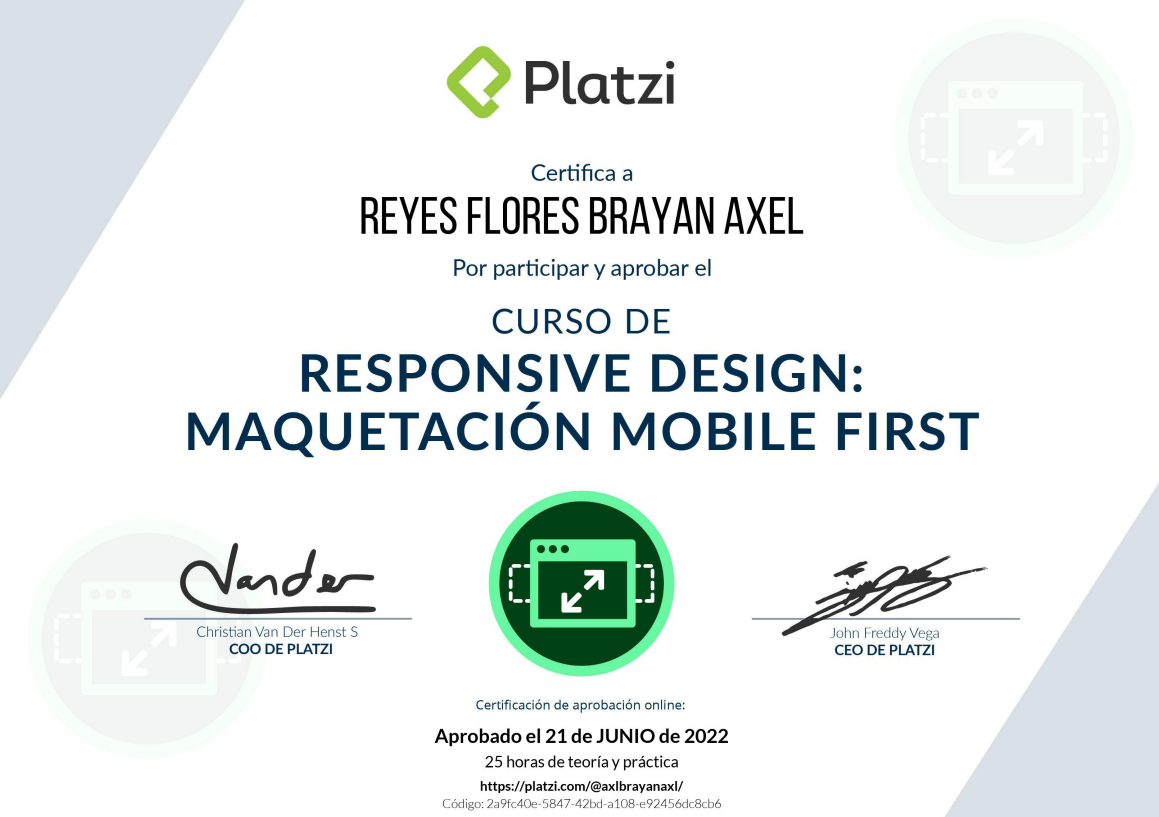 Platzi
Certifica a
REYES FLORES BRAYAN AXEL
Por participar y aprobar el
CURSO DE
RESPONSIVE DESIGN:
MAQUETACIÓN MOBILE FIRST
Vander
Christian Van Der Henst S
COO DE PLATZI
John Freddy Vega
CEO DE PLATZI
Certificación de aprobación online:
Aprobado el 21 de JUNIO de 2022
25 horas de teoría y práctica
https://platzi.com/@axlbrayanaxl/
Código: 2a9fc40e-5847-42bd-a108-e92456dc8cb6